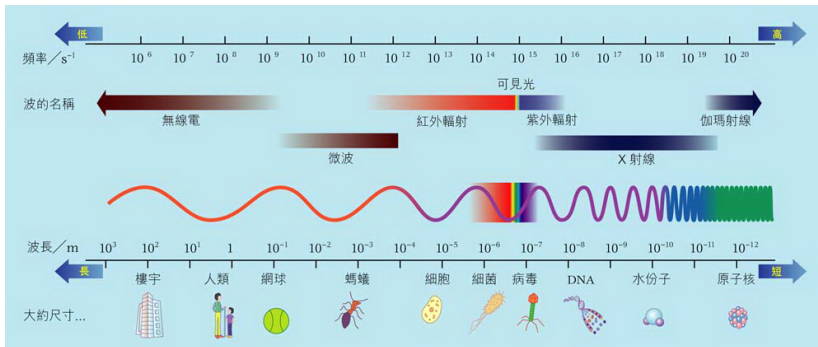 低 高
頻率／s⁻¹ 10⁶ 10⁷ 10⁸ 10⁹ 10¹⁰ 10¹¹ 10¹² 10¹³ 10¹⁴ 10¹⁵ 10¹⁶ 10¹⁷ 10¹⁸ 10¹⁹ 10²⁰
可見光
波的名稱
無線電 紅外輻射 紫外輻射 伽瑪射線
微波 X 射線
波長／m 10³ 10² 10¹ 1 10⁻¹ 10⁻² 10⁻³ 10⁻⁴ 10⁻⁵ 10⁻⁶ 10⁻⁷ 10⁻⁸ 10⁻⁹ 10⁻¹⁰ 10⁻¹¹ 10⁻¹²
長 短
樓宇 人類 網球 螞蟻 細胞 細菌 病毒 DNA 水份子 原子核
大約尺寸...